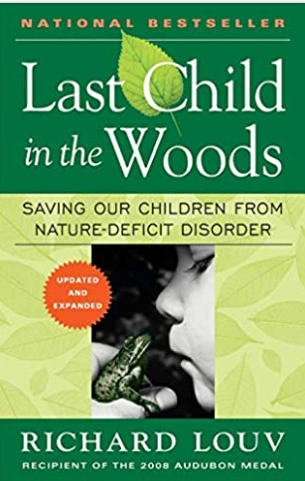 NATIONAL BESTSELLER
Last Child
in the Woods
SAVING OUR CHILDREN FROM
NATURE-DEFICIT DISORDER
UPDATED
AND
EXPANDED
RICHARD LOUV
RECIPIENT OF THE 2008 AUDUBON MEDAL